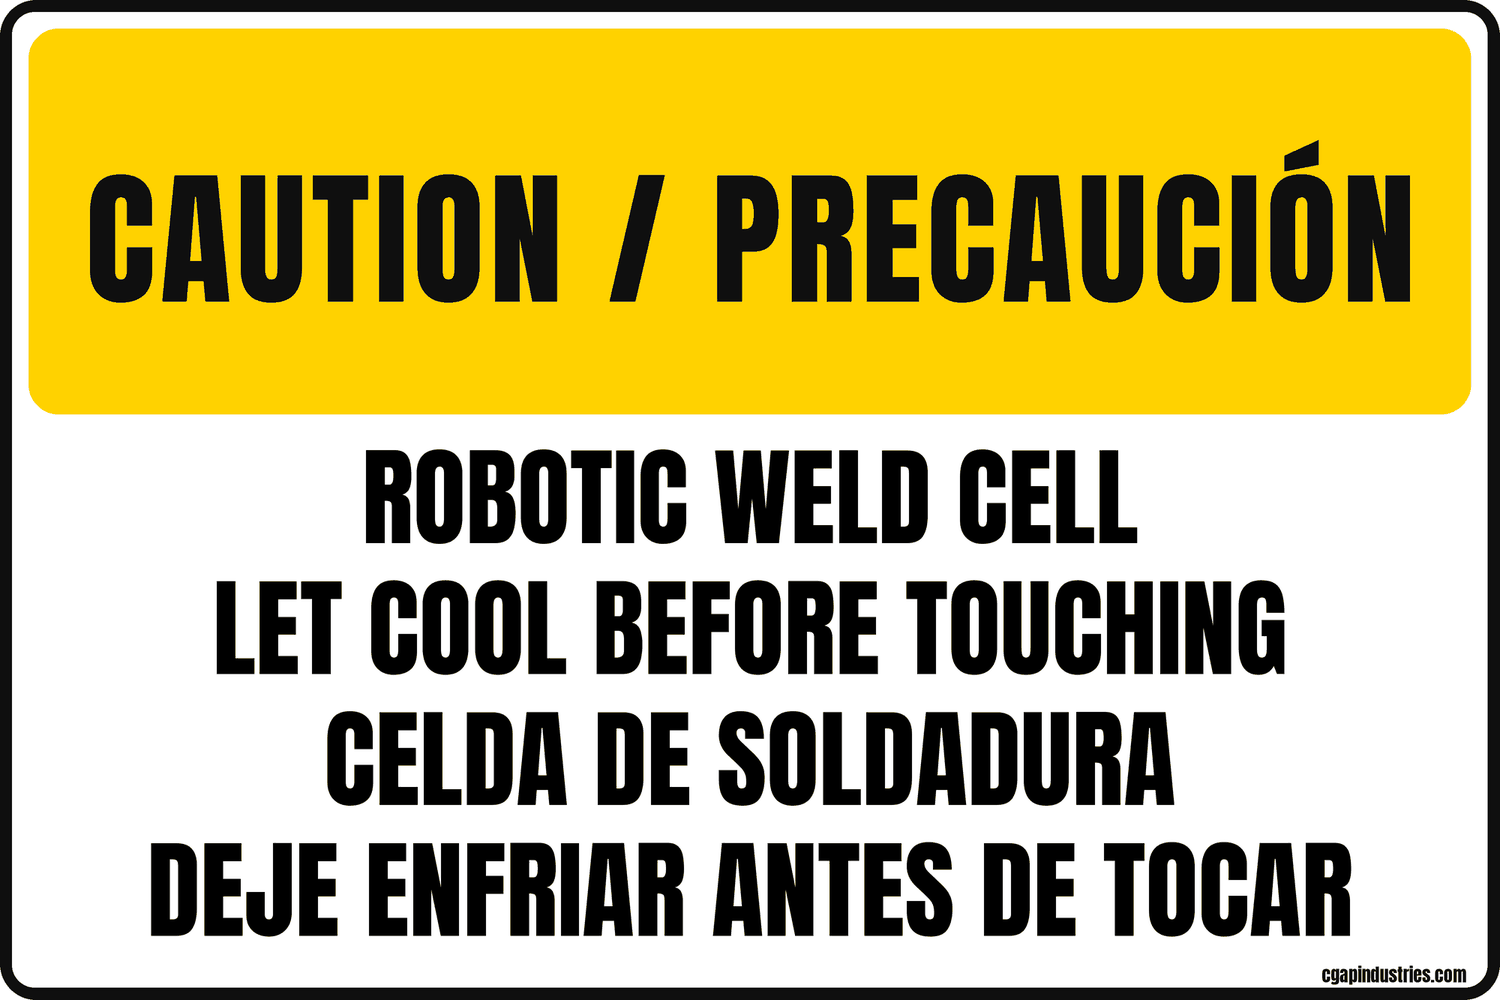 CAUTION / PRECAUCIÓN
ROBOTIC WELD CELL
LET COOL BEFORE TOUCHING
CELDA DE SOLDADURA
DEJE ENFRIAR ANTES DE TOCAR
cgapindustries.com